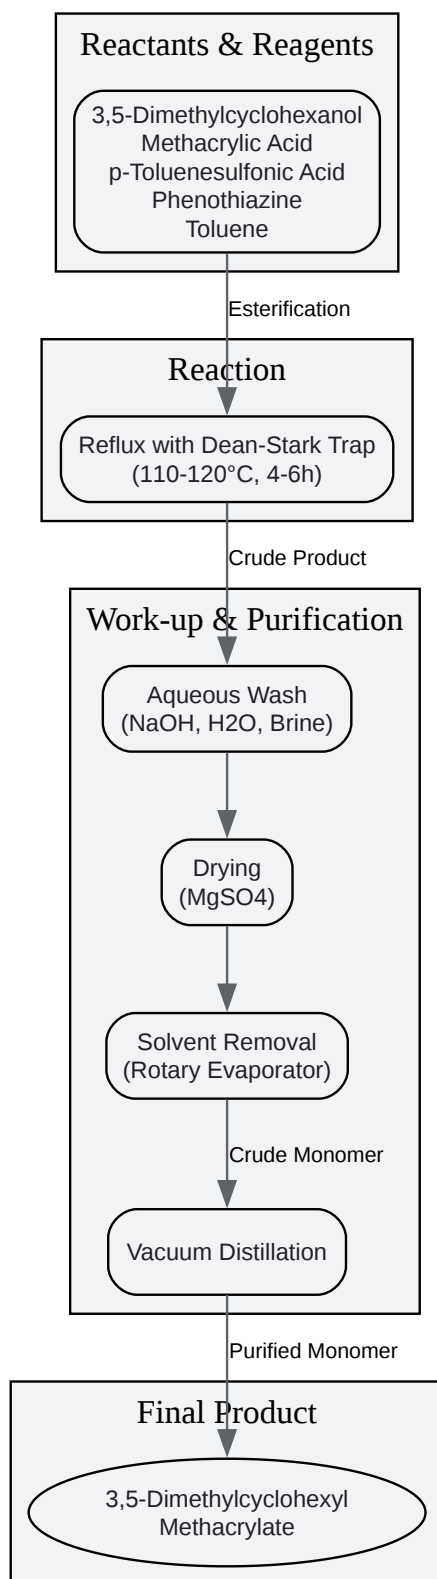 Reactants & Reagents
3,5-Dimethylcyclohexanol
Methacrylic Acid
p-Toluenesulfonic Acid
Phenothiazine
Toluene
Esterification
Reaction
Reflux with Dean-Stark Trap
(110-120°C, 4-6h)
Crude Product
Work-up & Purification
Aqueous Wash
(NaOH, H2O, Brine)
Drying
(MgSO4)
Solvent Removal
(Rotary Evaporator)
Crude Monomer
Vacuum Distillation
Purified Monomer
Final Product
3,5-Dimethylcyclohexyl
Methacrylate